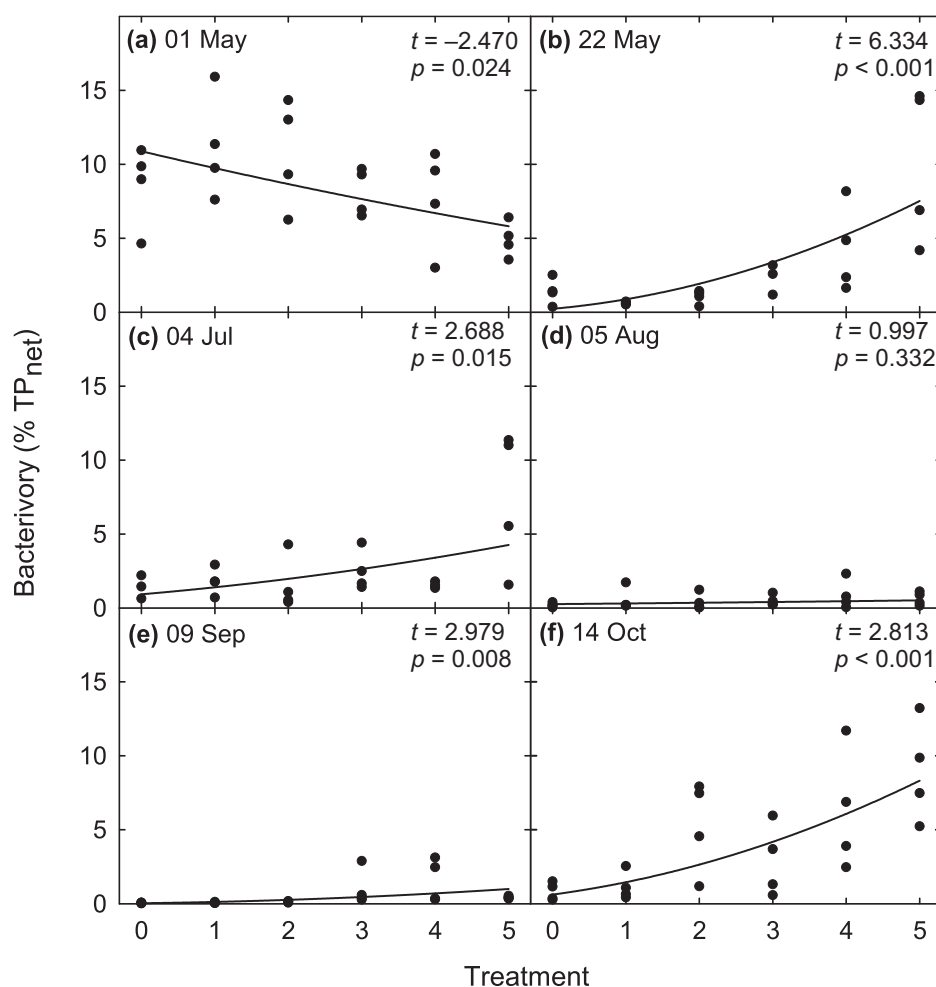 (a) 01 May
t = –2.470
p = 0.024
(b) 22 May
t = 6.334
p < 0.001
15
10
5
0
(c) 04 Jul
t = 2.688
p = 0.015
(d) 05 Aug
t = 0.997
p = 0.332
15
10
5
0
Bacterivory (% TPnet)
(e) 09 Sep
t = 2.979
p = 0.008
(f) 14 Oct
t = 2.813
p < 0.001
15
10
5
0
0 1 2 3 4 5 0 1 2 3 4 5
Treatment